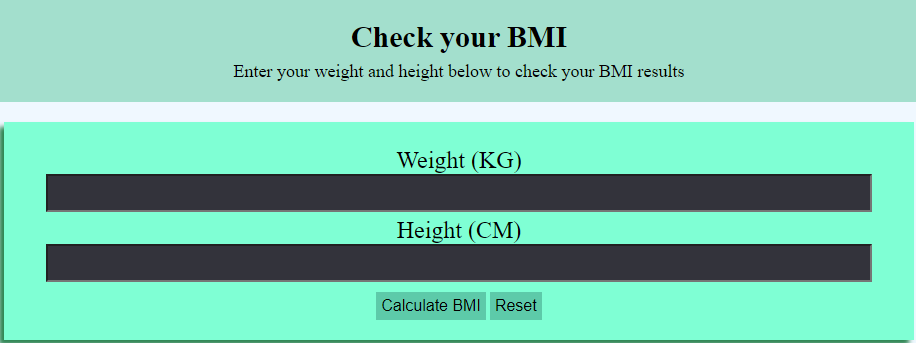 Check your BMI
Enter your weight and height below to check your BMI results
Weight (KG)
Height (CM)
Calculate BMI Reset